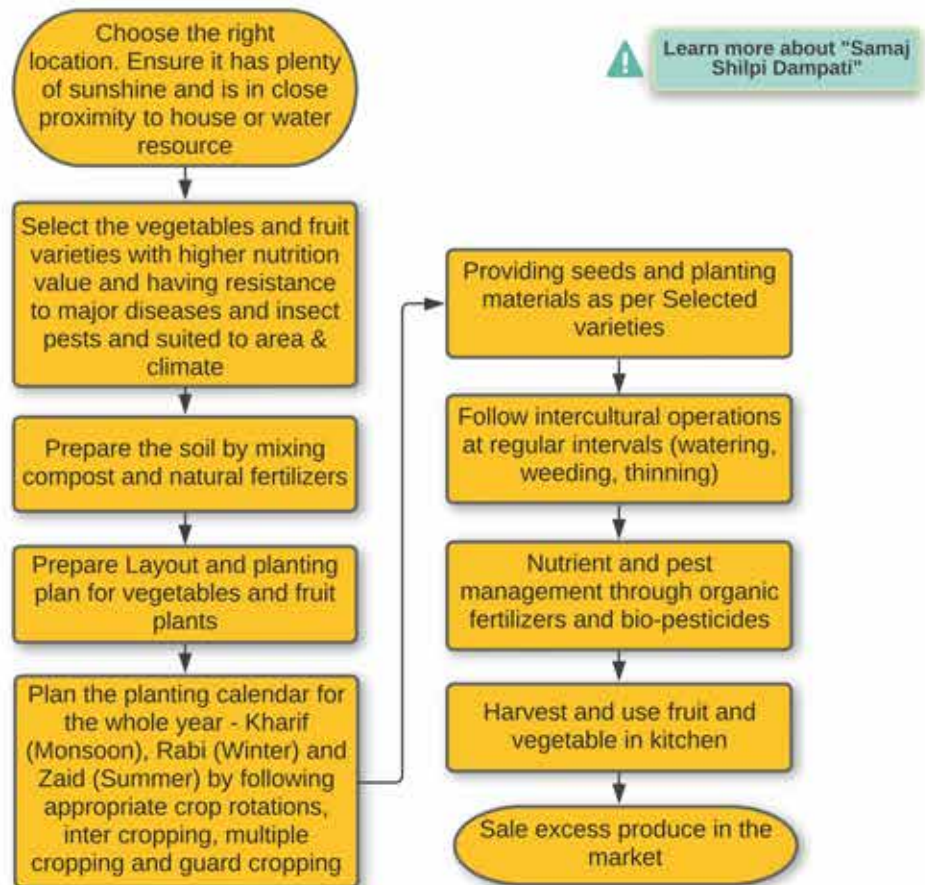 Choose the right
location. Ensure it has plenty
of sunshine and is in close
proximity to house or water
resource
Select the vegetables and fruit
varieties with higher nutrition
value and having resistance
to major diseases and insect
pests and suited to area &
climate
Prepare the soil by mixing
compost and natural fertilizers
Prepare Layout and planting
plan for vegetables and fruit
plants
Plan the planting calendar for
the whole year - Kharif
(Monsoon), Rabi (Winter) and
Zaid (Summer) by following
appropriate crop rotations,
inter cropping, multiple
cropping and guard cropping
Learn more about "Samaj
Shilpi Dampati"
Providing seeds and planting
materials as per Selected
varieties
Follow intercultural operations
at regular intervals (watering,
weeding, thinning)
Nutrient and pest
management through organic
fertilizers and bio-pesticides
Harvest and use fruit and
vegetable in kitchen
Sale excess produce in the
market